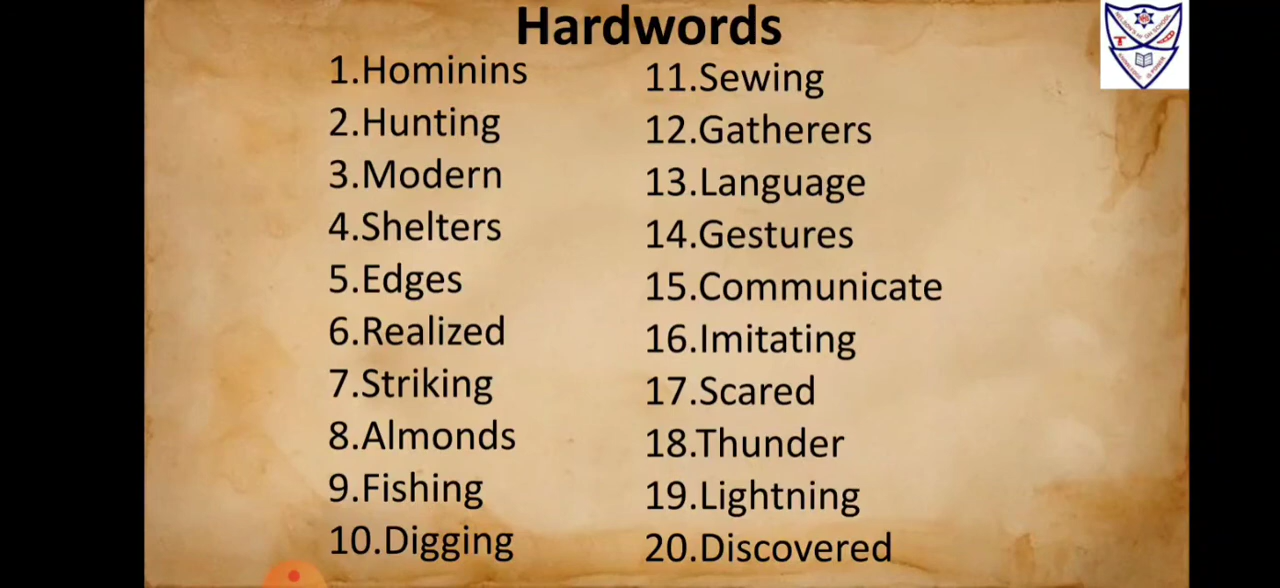 Hardwords
1.Hominins
2.Hunting
3.Modern
4.Shelters
5.Edges
6.Realized
7.Striking
8.Almonds
9.Fishing
10.Digging
11.Sewing
12.Gatherers
13.Language
14.Gestures
15.Communicate
16.Imitating
17.Scared
18.Thunder
19.Lightning
20.Discovered